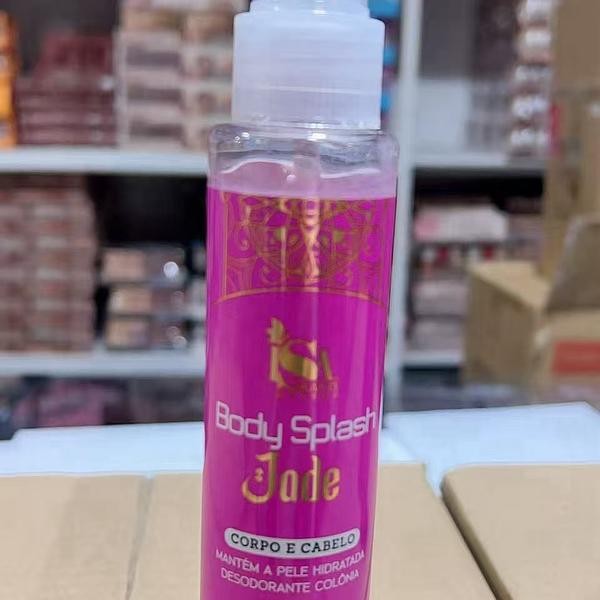 Body Splash
Jade
CORPO E CABELO
MANTÉM A PELE HIDRATADA
DESODORANTE COLÔNIA